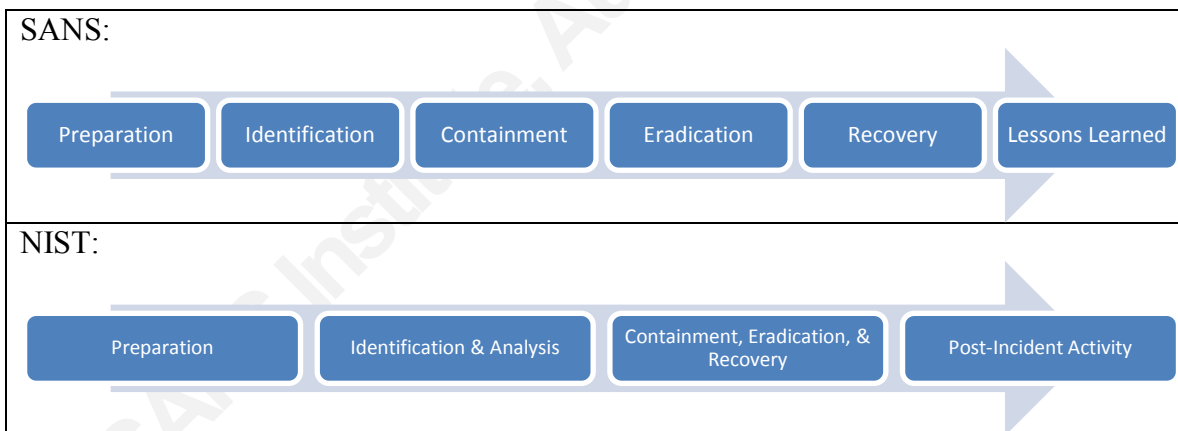 SANS:
Preparation
Identification
Containment
Eradication
Recovery
Lessons Learned
NIST:
Preparation
Identification & Analysis
Containment, Eradication, &
Recovery
Post-Incident Activity